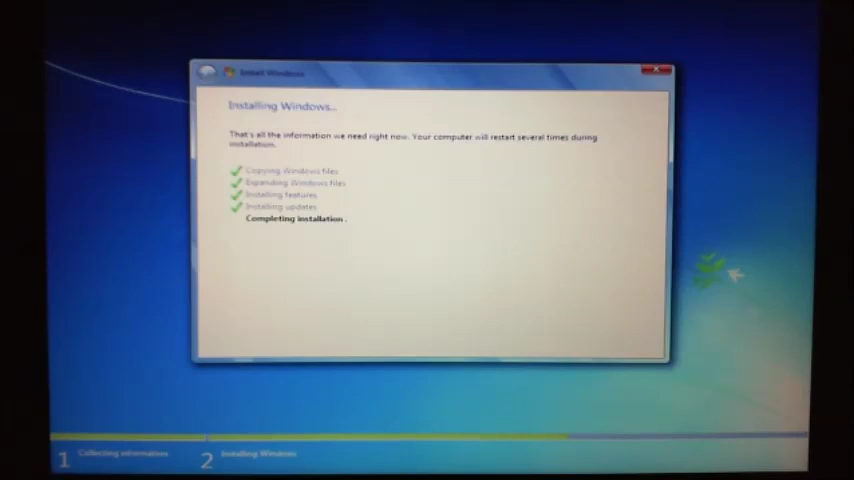 Install Windows
Installing Windows...
That's all the information we need right now. Your computer will restart several times during
installation.
Copying Windows files
Expanding Windows files
Installing features
Installing updates
Completing installation .
1 Collecting information
2 Installing Windows